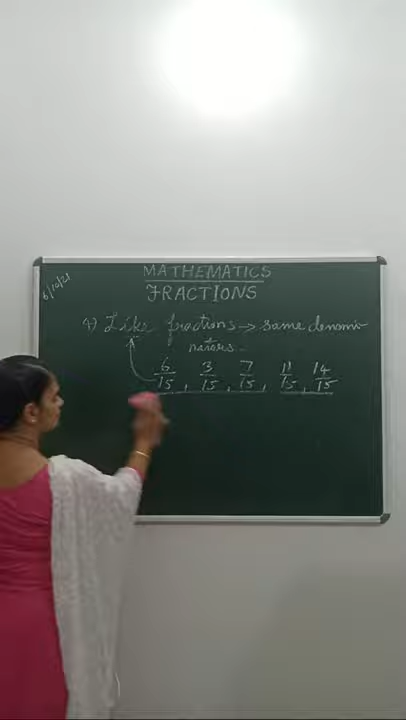 6/10/21
MATHEMATICS
FRACTIONS
4) Like fractions → same denomi-
nators.
6/15, 3/15, 7/15, 11/15, 14/15